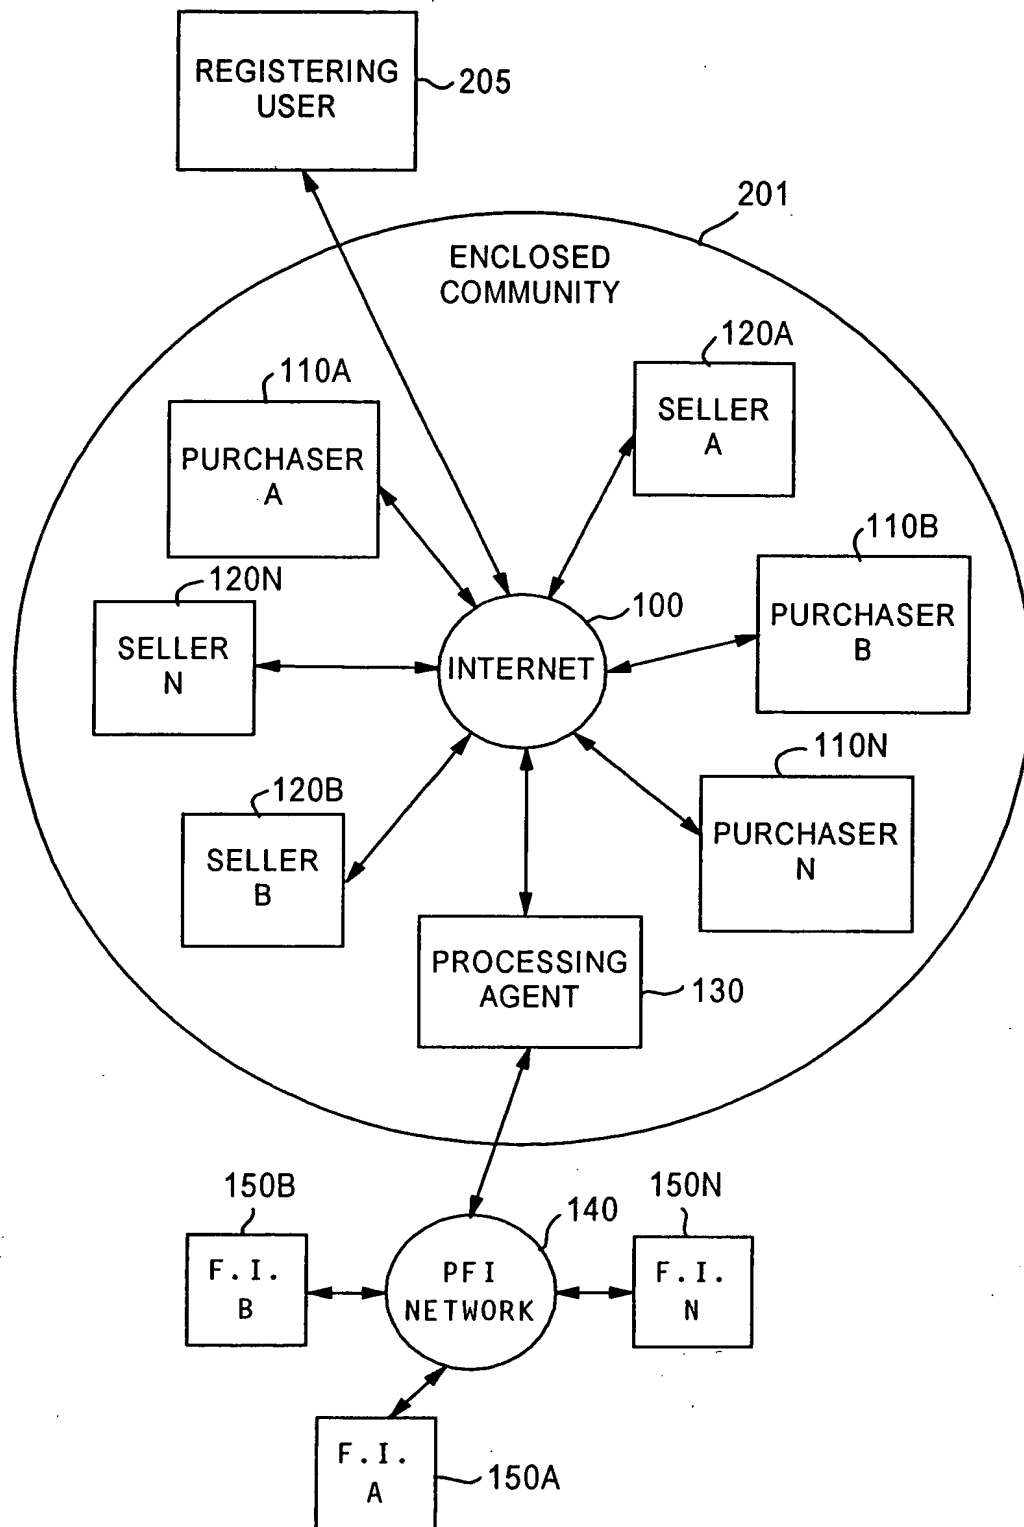 REGISTERING
USER
205
201
ENCLOSED
COMMUNITY
120A
SELLER
A
110A
PURCHASER
A
110B
PURCHASER
B
120N
SELLER
N
100
INTERNET
110N
PURCHASER
N
120B
SELLER
B
PROCESSING
AGENT
130
150B
F.I.
B
140
PFI
NETWORK
150N
F.I.
N
F.I.
A
150A